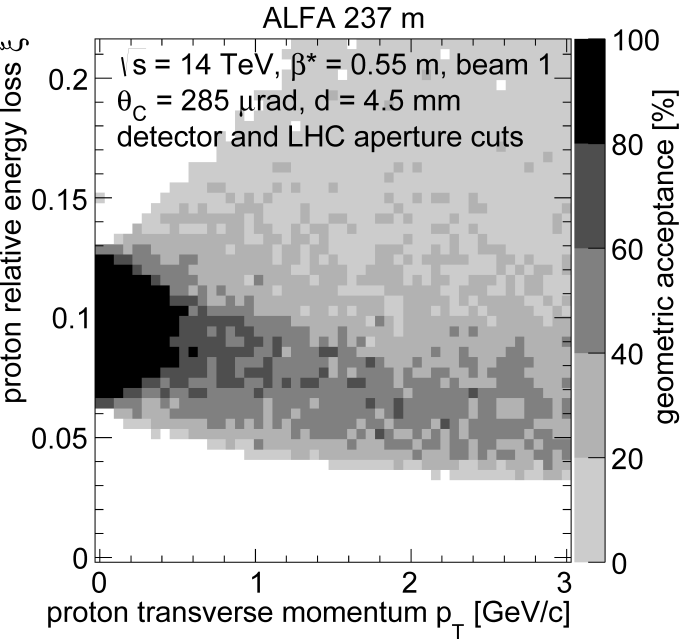 ALFA 237 m
√s = 14 TeV, β* = 0.55 m, beam 1
θC = 285 μrad, d = 4.5 mm
detector and LHC aperture cuts
proton relative energy loss ξ
0.2
0.15
0.1
0.05
0
0 1 2 3
proton transverse momentum pT [GeV/c]
100
80
60
40
20
0
geometric acceptance [%]